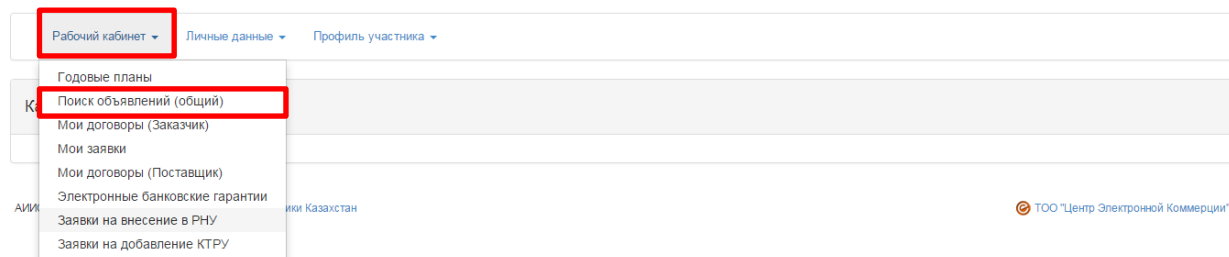 Рабочий кабинет Личные данные Профиль участника
Годовые планы
Поиск объявлений (общий)
Мои договоры (Заказчик)
Мои заявки
Мои договоры (Поставщик)
Электронные банковские гарантии
Казахстан
ТОО "Центр Электронной Коммерции"
Заявки на внесение в РНУ
Заявки на добавление КТРУ